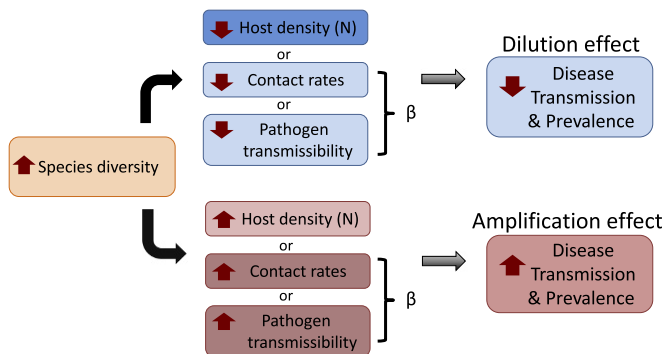 Species diversity
Host density (N)
or
Contact rates
or
Pathogen
transmissibility
β
Dilution effect
Disease
Transmission
& Prevalence
Host density (N)
or
Contact rates
or
Pathogen
transmissibility
β
Amplification effect
Disease
Transmission
& Prevalence